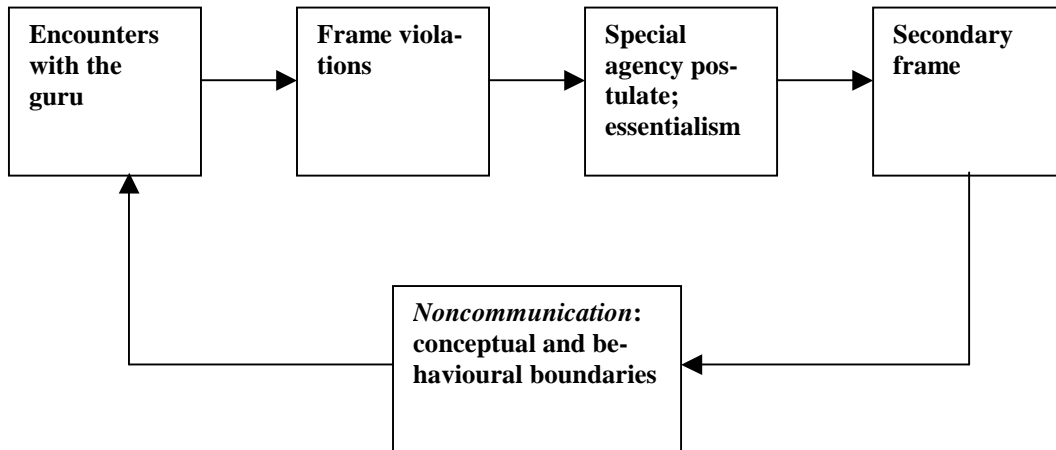 Encounters
with the
guru
Frame viola-
tions
Special
agency pos-
tulate;
essentialism
Secondary
frame
Noncommunication:
conceptual and be-
havioural boundaries